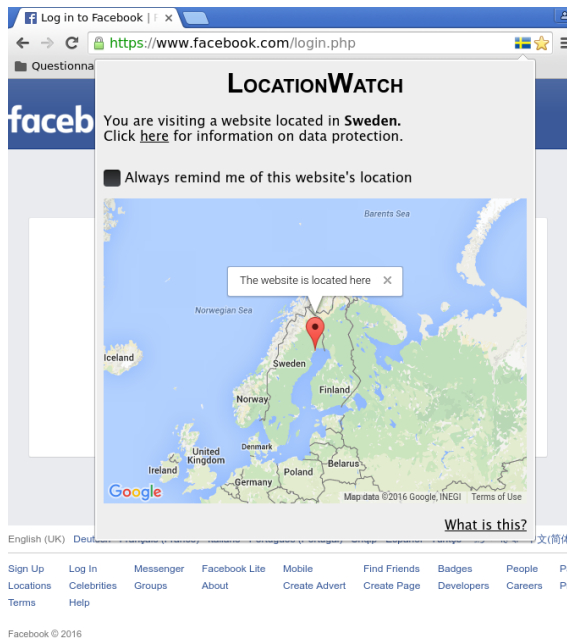 Log in to Facebook |
https://www.facebook.com/login.php
Questionna
LOCATIONWATCH
faceb
You are visiting a website located in Sweden.
Click here for information on data protection.
Always remind me of this website's location
Barents Sea
The website is located here
Norwegian Sea
Iceland
Sweden
Finland
Norway
United
Kingdom
Denmark
Ireland
Belarus
Poland
Germany
Google
Map data ©2016 Google, INEGI Terms of Use
What is this?
English (UK)
Sign Up Log In Messenger Facebook Lite Mobile Find Friends Badges People P
Locations Celebrities Groups About Create Advert Create Page Developers Careers P
Terms Help
Facebook © 2016